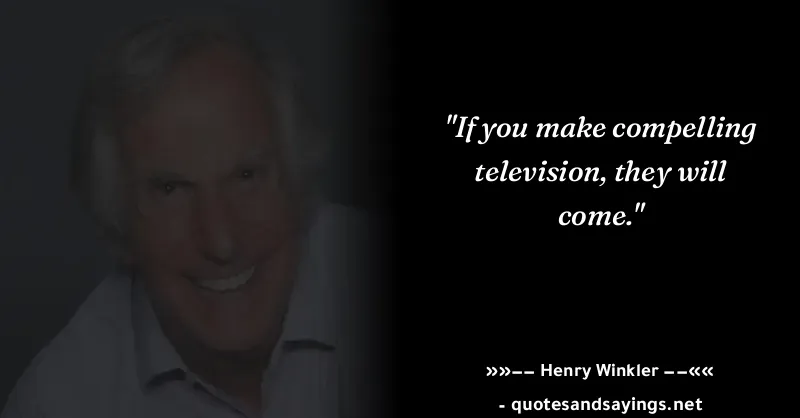 "If you make compelling
television, they will
come."
»»–– Henry Winkler ––««
- quotesandsayings.net